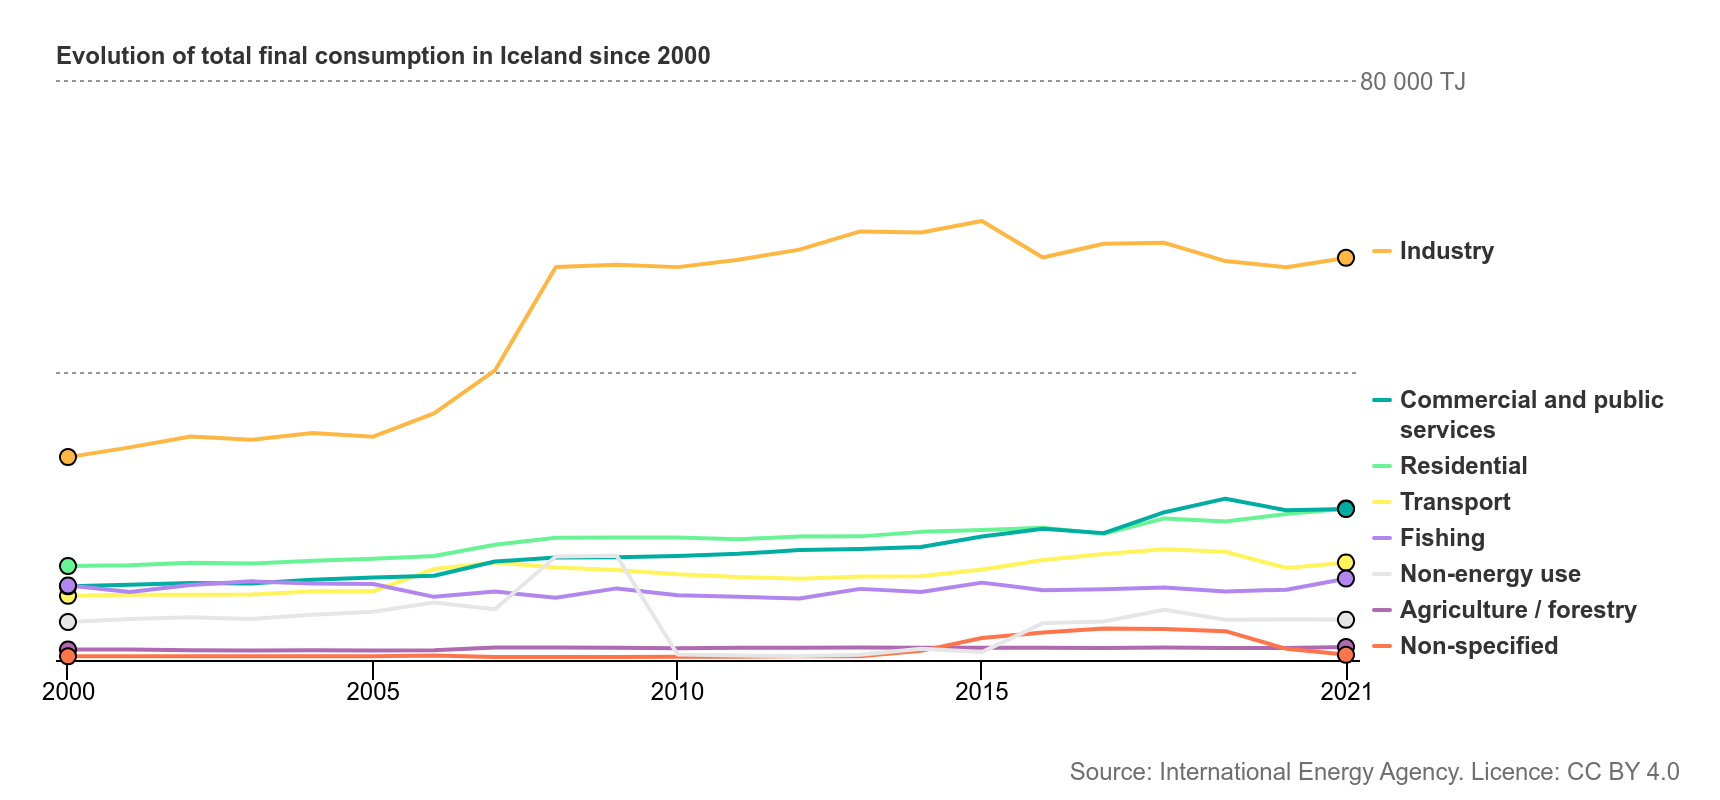 Evolution of total final consumption in Iceland since 2000
80 000 TJ
Industry
Commercial and public
services
Residential
Transport
Fishing
Non-energy use
Agriculture / forestry
Non-specified
2000
2005
2010
2015
2021
Source: International Energy Agency. Licence: CC BY 4.0